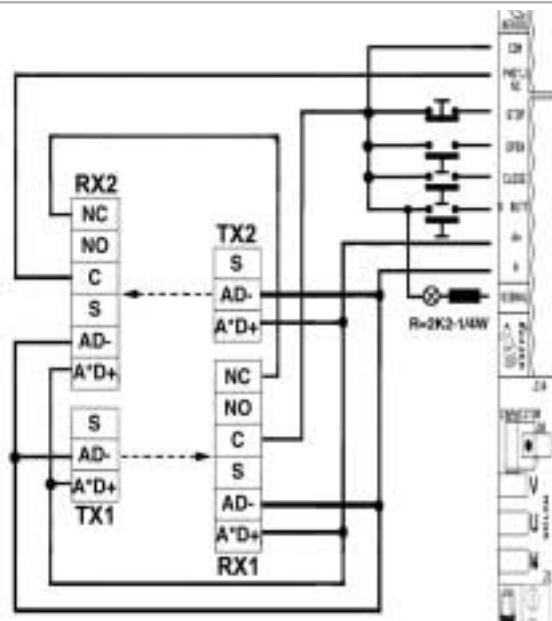 COM
STOP
OPEN
CLOSE
A+
RX2
NC
NO
C
S
AD-
A*D+
TX2
S
AD-
A*D+
R=2K2-1/4W
S
AD-
A*D+
TX1
NC
NO
C
S
AD-
A*D+
RX1
V
U
W